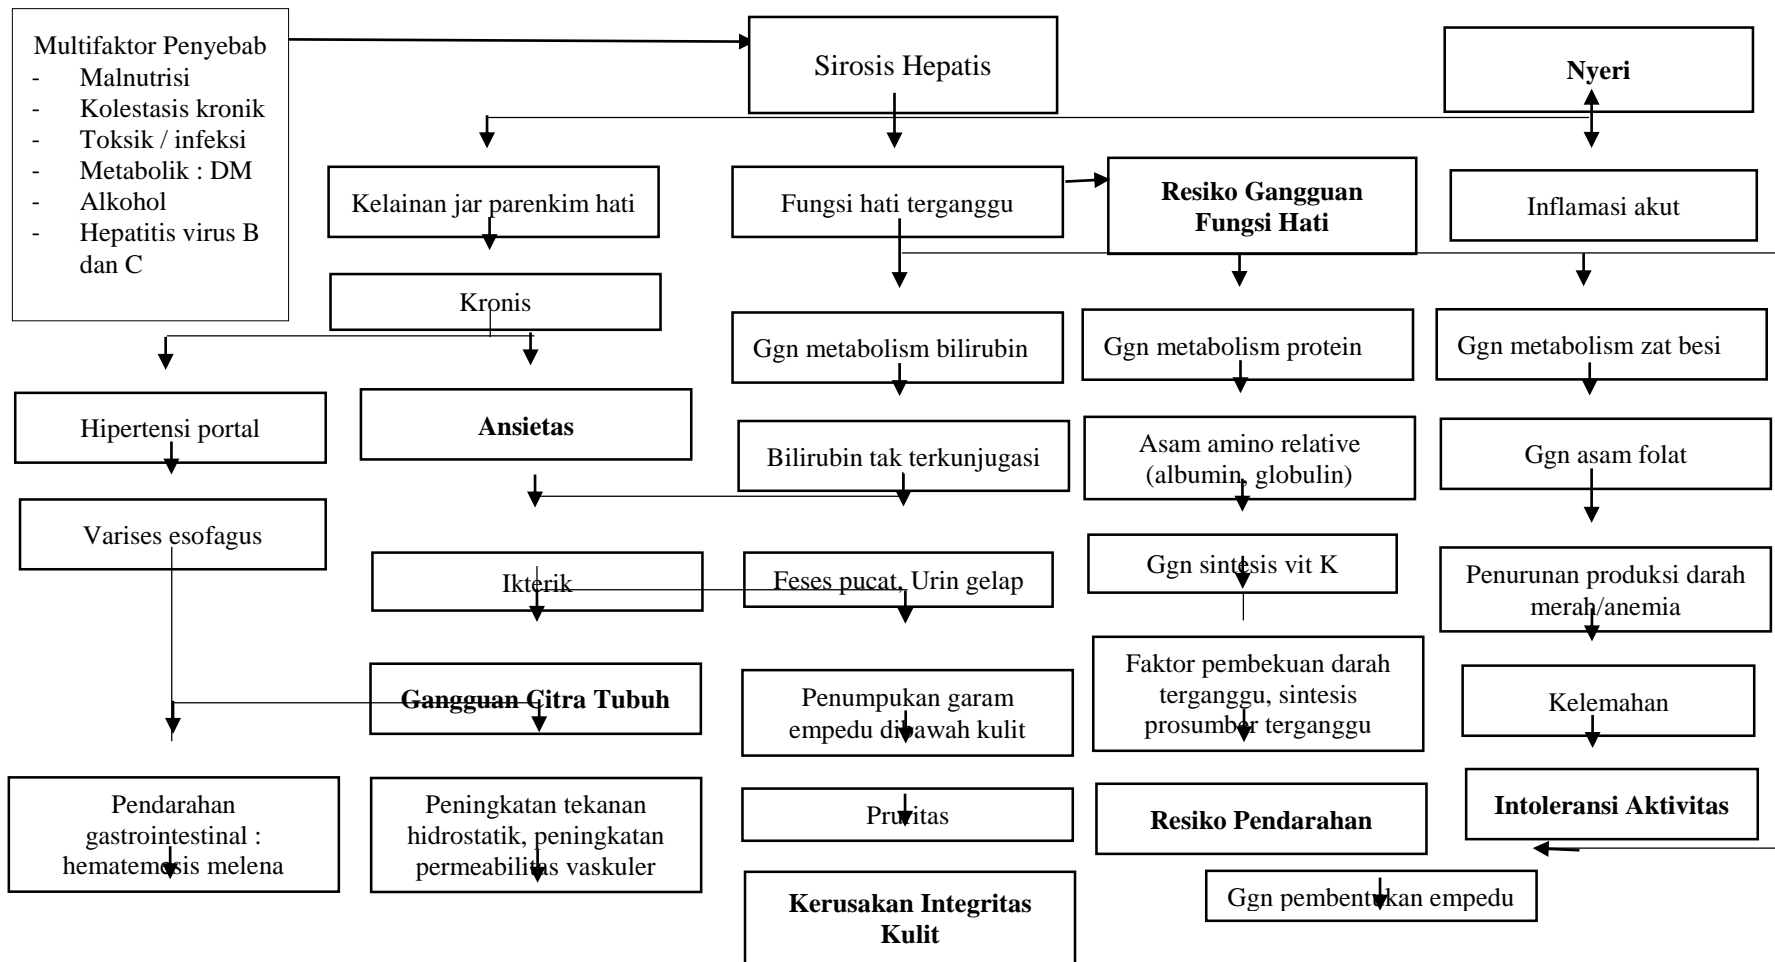 Multifaktor Penyebab
- Malnutrisi
- Kolestasis kronik
- Toksik / infeksi
- Metabolik : DM
- Alkohol
- Hepatitis virus B
dan C
Sirosis Hepatis
Nyeri
Kelainan jar parenkim hati
Fungsi hati terganggu
Resiko Gangguan
Fungsi Hati
Inflamasi akut
Kronis
Ggn metabolism bilirubin
Ggn metabolism protein
Ggn metabolism zat besi
Hipertensi portal
Ansietas
Bilirubin tak terkunjugasi
Asam amino relative
(albumin, globulin)
Ggn asam folat
Varises esofagus
Ikterik
Feses pucat, Urin gelap
Ggn sintesis vit K
Penurunan produksi darah
merah/anemia
Gangguan Citra Tubuh
Penumpukan garam
empedu dibawah kulit
Faktor pembekuan darah
terganggu, sintesis
prosumber terganggu
Kelemahan
Pendarahan
gastrointestinal :
hematemesis melena
Peningkatan tekanan
hidrostatik, peningkatan
permeabilitas vaskuler
Pruritas
Resiko Pendarahan
Intoleransi Aktivitas
Kerusakan Integritas
Kulit
Ggn pembentukan empedu